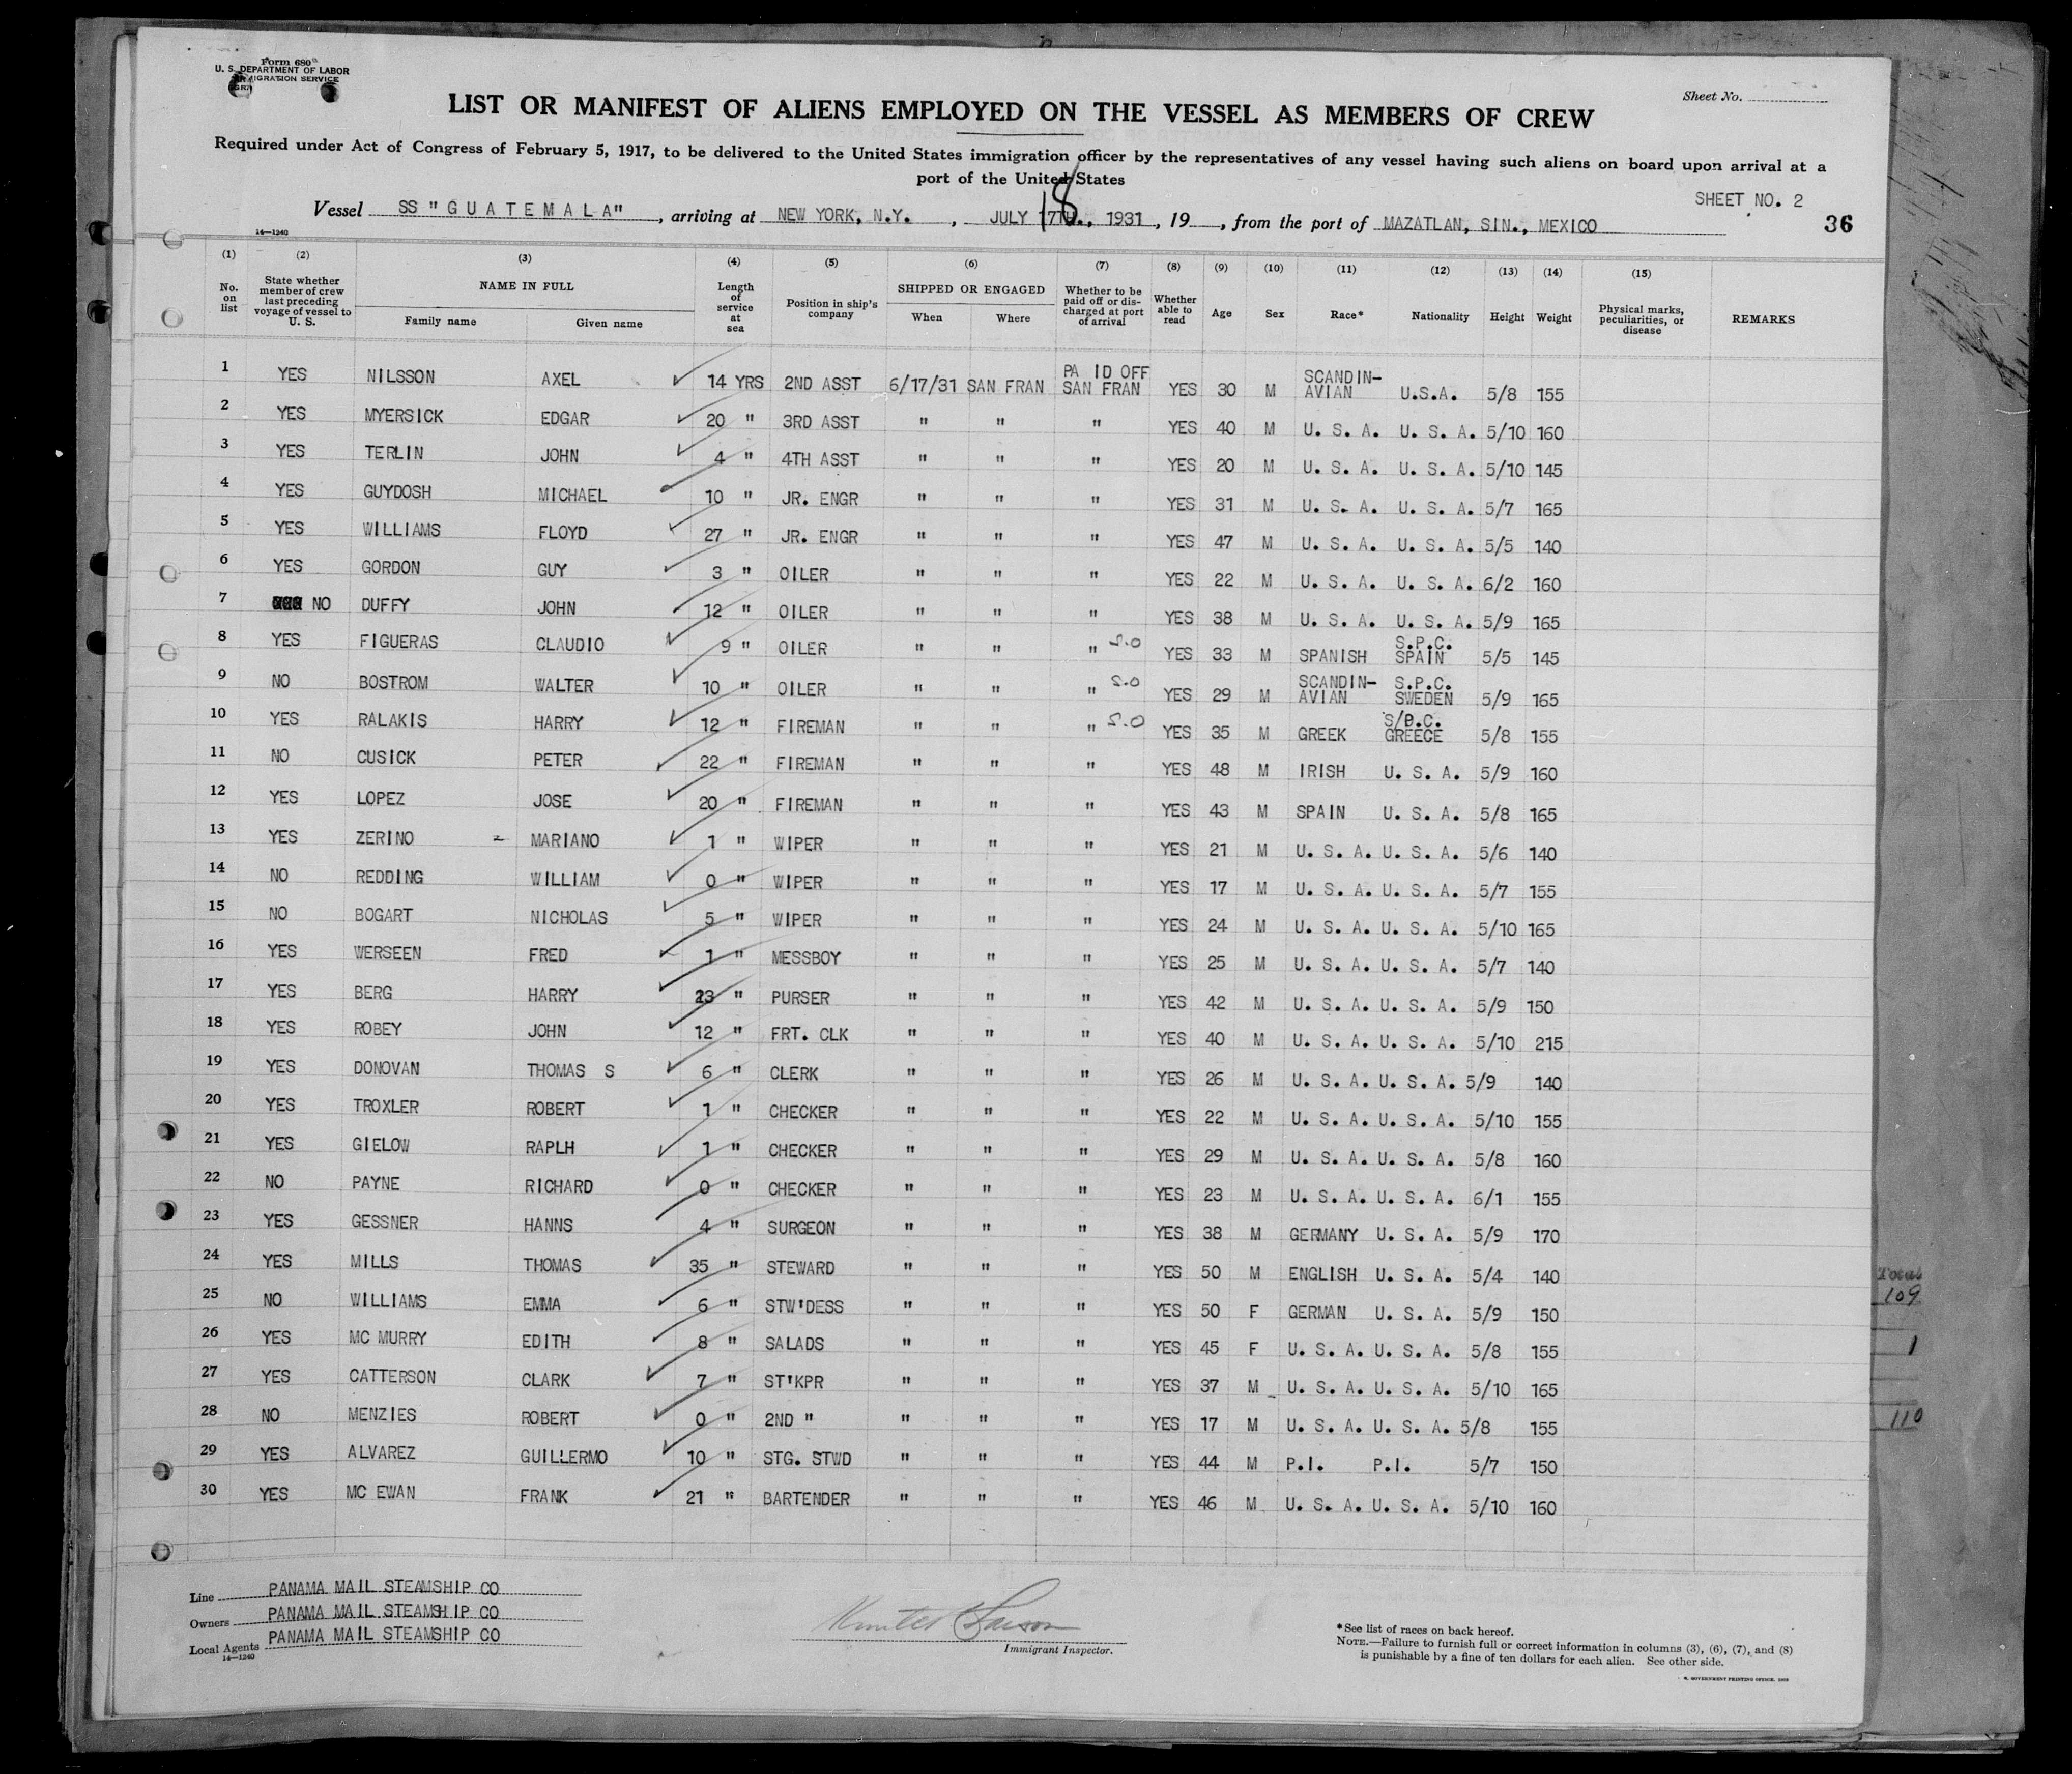 Form 680
U. S. DEPARTMENT OF LABOR
IMMIGRATION SERVICE
Sheet No.
LIST OR MANIFEST OF ALIENS EMPLOYED ON THE VESSEL AS MEMBERS OF CREW
Required under Act of Congress of February 5, 1917, to be delivered to the United States immigration officer by the representatives of any vessel having such aliens on board upon arrival at a
port of the United States
SHEET NO. 2
Vessel SS "G U A T E M A L A" , arriving at NEW YORK, N.Y. , JULY 17TH., 1931 , 19 , from the port of MAZATLAN, SIN., MEXICO
18
36
14—1240
(1) (2) (3) (4) (5) (6) (7) (8) (9) (10) (11) (12) (13) (14) (15)
No. on list State whether member of crew last preceding voyage of vessel to U. S. NAME IN FULL Family name Given name Length of service at sea Position in ship's company SHIPPED OR ENGAGED When Where Whether to be paid off or discharged at port of arrival Whether able to read Age Sex Race* Nationality Height Weight Physical marks, peculiarities, or disease REMARKS
1 YES NILSSON AXEL 14 YRS 2ND ASST 6/17/31 SAN FRAN PA ID OFF SAN FRAN YES 30 M SCANDIN-AVIAN U.S.A. 5/8 155
2 YES MYERSICK EDGAR 20 " 3RD ASST " " " YES 40 M U. S. A. U. S. A. 5/10 160
3 YES TERLIN JOHN 4 " 4TH ASST " " " YES 20 M U. S. A. U. S. A. 5/10 145
4 YES GUYDOSH MICHAEL 10 " JR. ENGR " " " YES 31 M U. S. A. U. S. A. 5/7 165
5 YES WILLIAMS FLOYD 27 " JR. ENGR " " " YES 47 M U. S. A. U. S. A. 5/5 140
6 YES GORDON GUY 3 " OILER " " " YES 22 M U. S. A. U. S. A. 6/2 160
7 NO DUFFY JOHN 12 " OILER " " " YES 38 M U. S. A. U. S. A. 5/9 165
8 YES FIGUERAS CLAUDIO 9 " OILER " " " YES 33 M SPANISH S.P.C. SPAIN 5/5 145
9 NO BOSTROM WALTER 10 " OILER " " " YES 29 M SCANDIN-AVIAN S.P.C. SWEDEN 5/9 165
10 YES RALAKIS HARRY 12 " FIREMAN " " " YES 35 M GREEK S/P.C. GREECE 5/8 155
11 NO CUSICK PETER 22 " FIREMAN " " " YES 48 M IRISH U. S. A. 5/9 160
12 YES LOPEZ JOSE 20 " FIREMAN " " " YES 43 M SPAIN U. S. A. 5/8 165
13 YES ZERINO MARIANO 1 " WIPER " " " YES 21 M U. S. A. U. S. A. 5/6 140
14 NO REDDING WILLIAM 0 " WIPER " " " YES 17 M U. S. A. U. S. A. 5/7 155
15 NO BOGART NICHOLAS 5 " WIPER " " " YES 24 M U. S. A. U. S. A. 5/10 165
16 YES WERSEEN FRED 1 " MESSBOY " " " YES 25 M U. S. A. U. S. A. 5/7 140
17 YES BERG HARRY 23 " PURSER " " " YES 42 M U. S. A. U. S. A. 5/9 150
18 YES ROBEY JOHN 12 " FRT. CLK " " " YES 40 M U. S. A. U. S. A. 5/10 215
19 YES DONOVAN THOMAS S 6 " CLERK " " " YES 26 M U. S. A. U. S. A. 5/9 140
20 YES TROXLER ROBERT 1 " CHECKER " " " YES 22 M U. S. A. U. S. A. 5/10 155
21 YES GIELOW RAPLH 1 " CHECKER " " " YES 29 M U. S. A. U. S. A. 5/8 160
22 NO PAYNE RICHARD 0 " CHECKER " " " YES 23 M U. S. A. U. S. A. 6/1 155
23 YES GESSNER HANNS 4 " SURGEON " " " YES 38 M GERMANY U. S. A. 5/9 170
24 YES MILLS THOMAS 35 " STEWARD " " " YES 50 M ENGLISH U. S. A. 5/4 140
25 NO WILLIAMS EMMA 6 " STW'DESS " " " YES 50 F GERMAN U. S. A. 5/9 150
26 YES MC MURRY EDITH 8 " SALADS " " " YES 45 F U. S. A. U. S. A. 5/8 155
27 YES CATTERSON CLARK 7 " ST'KPR " " " YES 37 M U. S. A. U. S. A. 5/10 165
28 NO MENZIES ROBERT 0 " 2ND " " " " YES 17 M U. S. A. U. S. A. 5/8 155
29 YES ALVAREZ GUILLERMO 10 " STG. STWD " " " YES 44 M P.I. P.I. 5/7 150
30 YES MC EWAN FRANK 21 " BARTENDER " " " YES 46 M U. S. A. U. S. A. 5/10 160
Total
109
1
110
Line PANAMA MAIL STEAMSHIP CO
Owners PANAMA MAIL STEAMSHIP CO
Local Agents PANAMA MAIL STEAMSHIP CO
14—1240
Immigrant Inspector.
*See list of races on back hereof.
NOTE.—Failure to furnish full or correct information in columns (3), (6), (7), and (8)
is punishable by a fine of ten dollars for each alien. See other side.